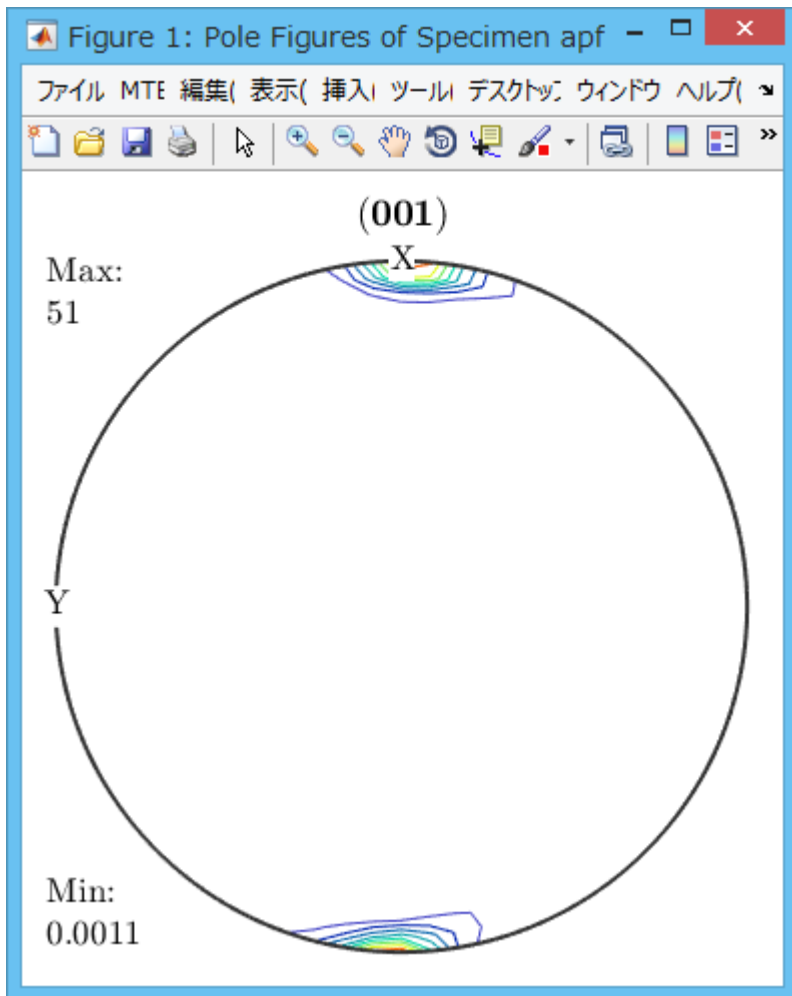 Figure 1: Pole Figures of Specimen apf
ファイル MTE 編集( 表示( 挿入( ツール( デスクトップ ウィンドウ ヘルプ(
(001)
X
Max:
51
Y
Min:
0.0011